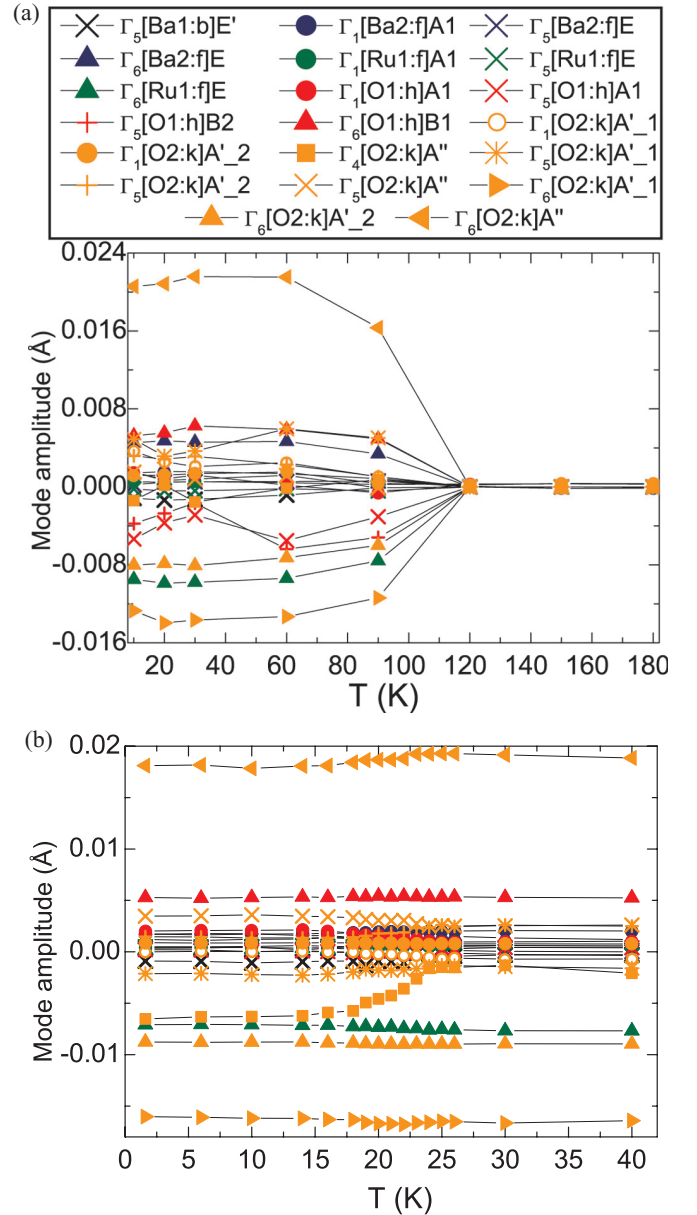 (a)
Γ5[Ba1:b]E' Γ1[Ba2:f]A1 Γ5[Ba2:f]E
Γ6[Ba2:f]E Γ1[Ru1:f]A1 Γ5[Ru1:f]E
Γ6[Ru1:f]E Γ1[O1:h]A1 Γ5[O1:h]A1
Γ5[O1:h]B2 Γ6[O1:h]B1 Γ1[O2:k]A'_1
Γ1[O2:k]A'_2 Γ4[O2:k]A" Γ5[O2:k]A'_1
Γ5[O2:k]A'_2 Γ5[O2:k]A" Γ6[O2:k]A'_1
Γ6[O2:k]A'_2 Γ6[O2:k]A"
0.024
0.016
0.008
0.000
-0.008
-0.016
Mode amplitude (Å)
20 40 60 80 100 120 140 160 180
T (K)
(b)
0.02
0.01
0.00
-0.01
Mode amplitude (Å)
0 5 10 15 20 25 30 35 40
T (K)